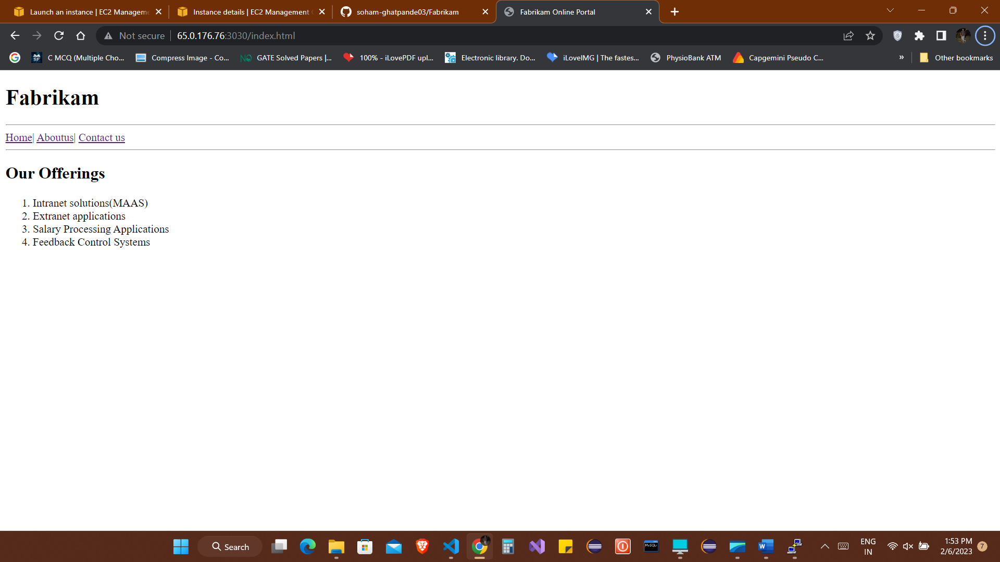 Launch an instance | EC2 Manageme
Instance details | EC2 Management
soham-ghatpande03/Fabrikam
Fabrikam Online Portal
Not secure
65.0.176.76:3030/index.html
C MCQ (Multiple Cho...
Compress Image - Co...
GATE Solved Papers |...
100% - iLovePDF upl...
Electronic library. Do...
iLoveIMG | The fastes...
PhysioBank ATM
Capgemini Pseudo C...
»
Other bookmarks
Fabrikam
Home| Aboutus| Contact us
Our Offerings
1. Intranet solutions(MAAS)
2. Extranet applications
3. Salary Processing Applications
4. Feedback Control Systems
Search
ENG
IN
1:53 PM
2/6/2023
7